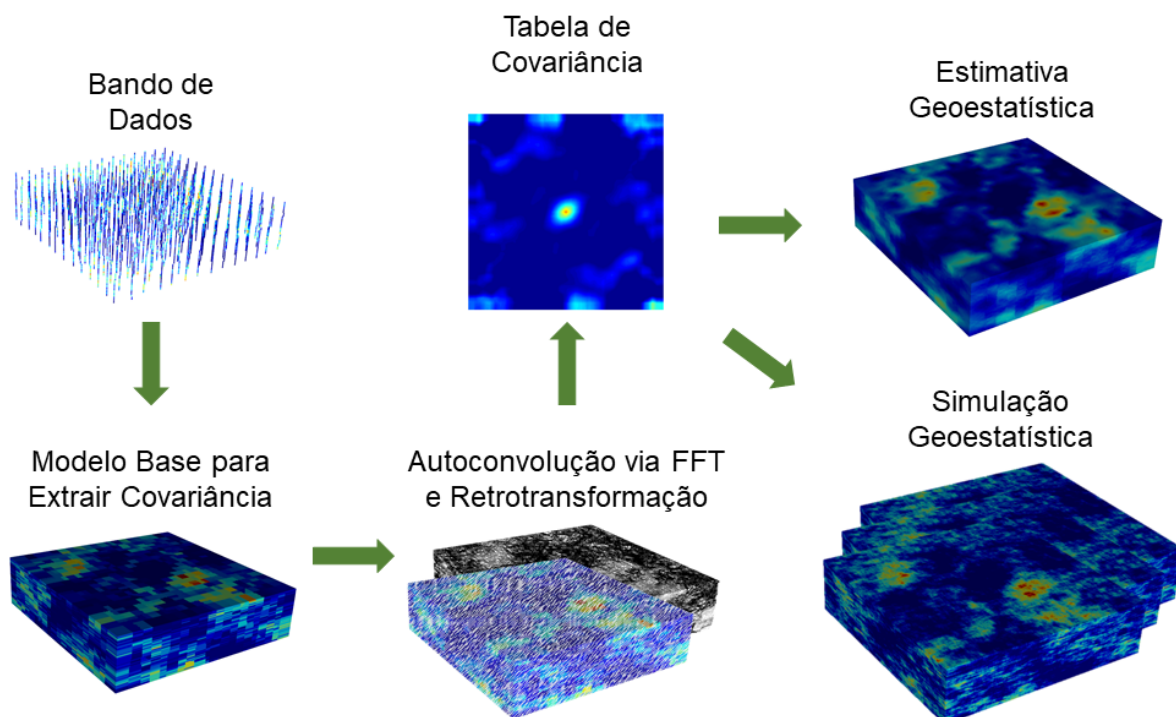 Bando de
Dados
Tabela de
Covariância
Estimativa
Geoestatística
Modelo Base para
Extrair Covariância
Autoconvolução via FFT
e Retrotransformação
Simulação
Geoestatística